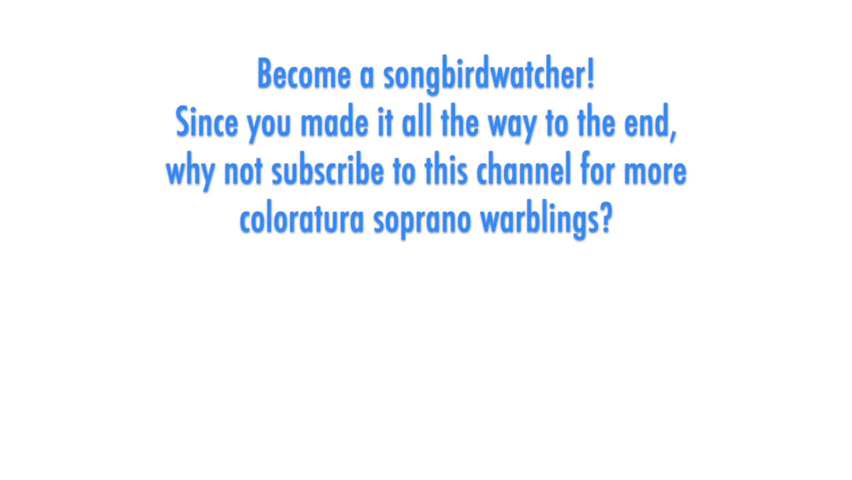 Become a songbirdwatcher!
Since you made it all the way to the end,
why not subscribe to this channel for more
coloratura soprano warblings?